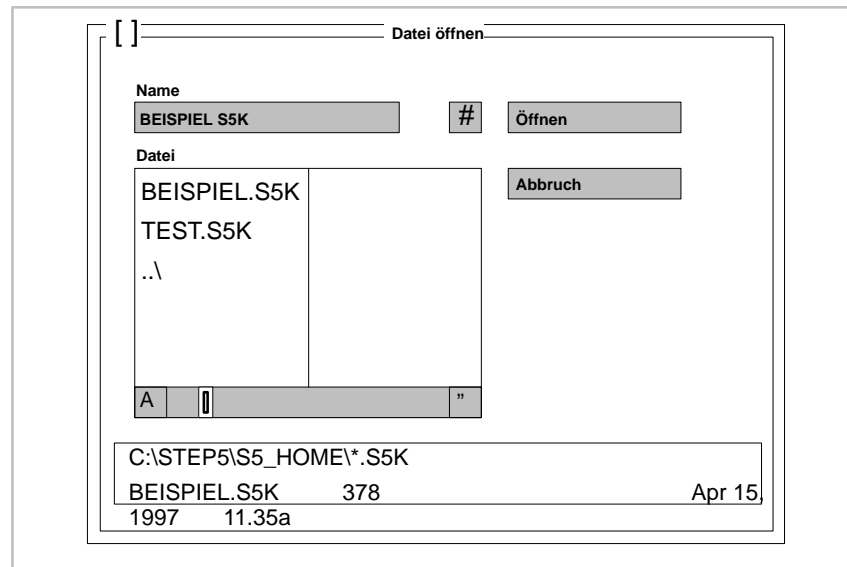 [ ] Datei öffnen
Name
BEISPIEL S5K # Öffnen
Datei
Abbruch
BEISPIEL.S5K
TEST.S5K
..\
A ”
C:\STEP5\S5_HOME\*.S5K
BEISPIEL.S5K 378 Apr 15,
1997 11.35a